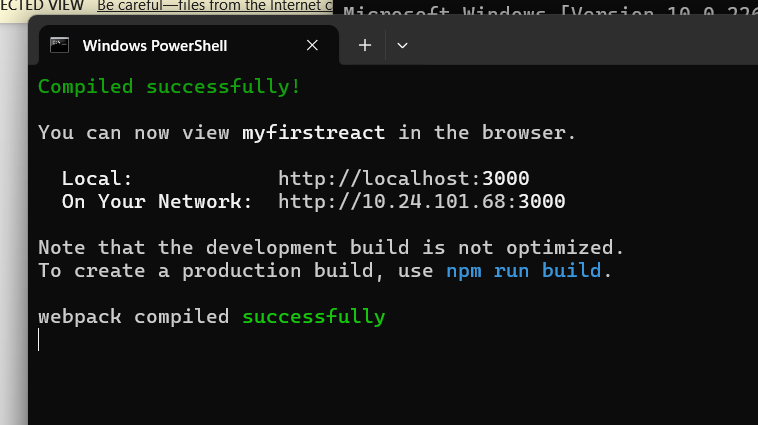 CTED VIEW Be careful—files from the Internet c
Microsoft Windows [Version 10.0.226
Windows PowerShell
Compiled successfully!
You can now view myfirstreact in the browser.
Local: http://localhost:3000
On Your Network: http://10.24.101.68:3000
Note that the development build is not optimized.
To create a production build, use npm run build.
webpack compiled successfully